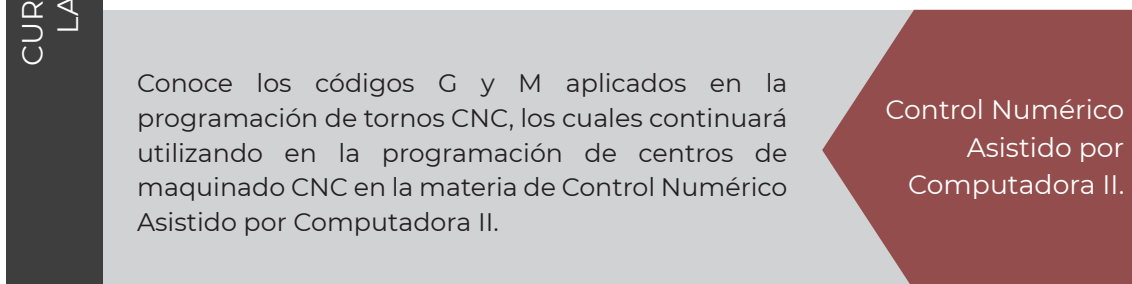 CUR
LA
Conoce los códigos G y M aplicados en la
programación de tornos CNC, los cuales continuará
utilizando en la programación de centros de
maquinado CNC en la materia de Control Numérico
Asistido por Computadora II.
Control Numérico
Asistido por
Computadora II.